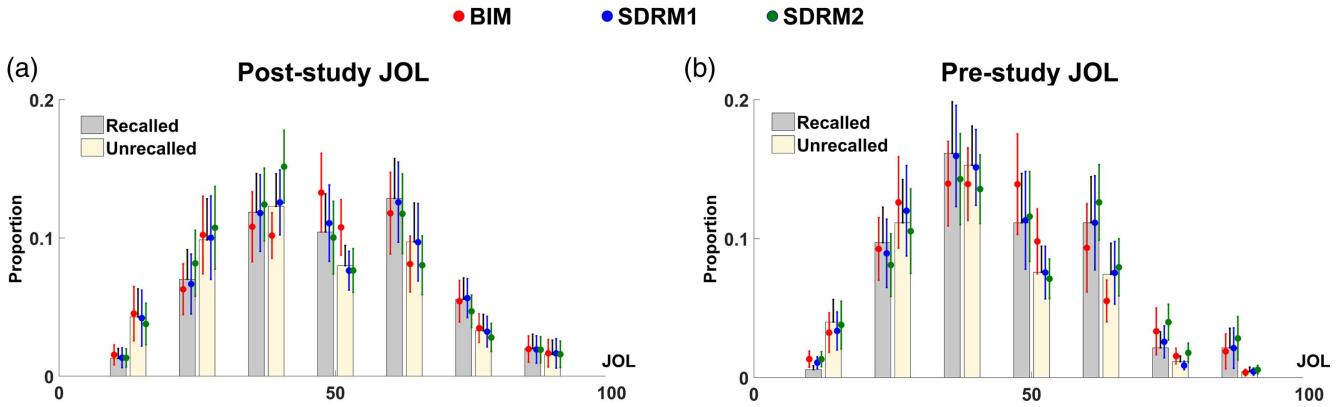 BIM SDRM1 SDRM2
(a) Post-study JOL
0.2
Recalled
Unrecalled
0.1
Proportion
0
JOL
0 50 100
(b) Pre-study JOL
0.2
Recalled
Unrecalled
0.1
Proportion
0
JOL
0 50 100